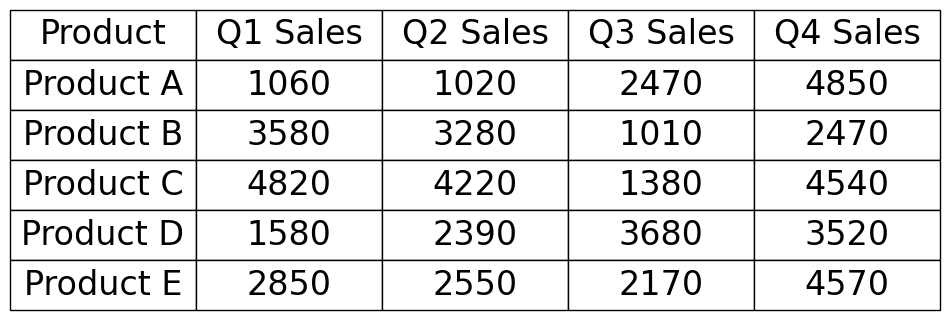 Product Q1 Sales Q2 Sales Q3 Sales Q4 Sales
Product A 1060 1020 2470 4850
Product B 3580 3280 1010 2470
Product C 4820 4220 1380 4540
Product D 1580 2390 3680 3520
Product E 2850 2550 2170 4570